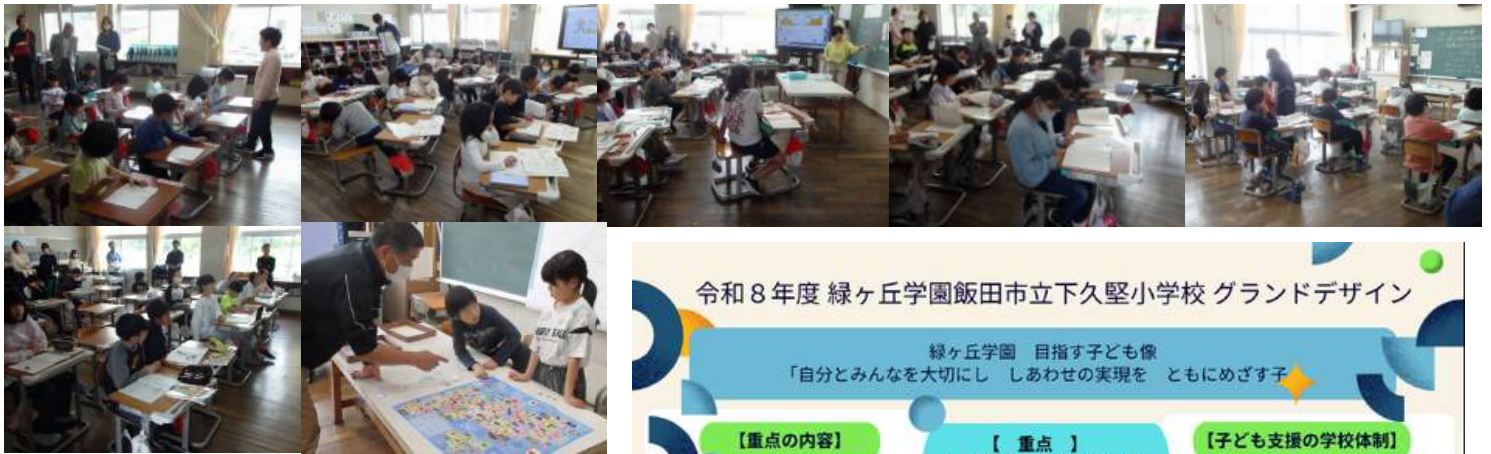 令和８年度 緑ヶ丘学園飯田市立下久堅小学校 グランドデザイン
緑ヶ丘学園　目指す子ども像
「自分とみんなを大切にし　しあわせの実現を　ともにめざす子
【重点の内容】
【　重点　】
【子ども支援の学校体制】